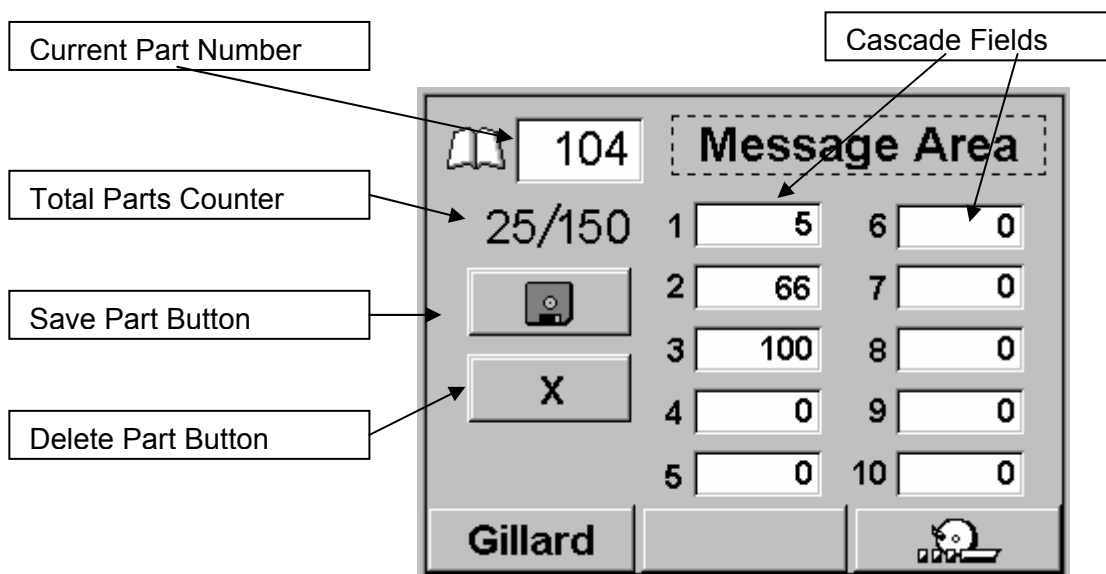 Current Part Number
Cascade Fields
104
Message Area
Total Parts Counter
25/150
1 5 6 0
2 66 7 0
Save Part Button
3 100 8 0
X
4 0 9 0
Delete Part Button
5 0 10 0
Gillard